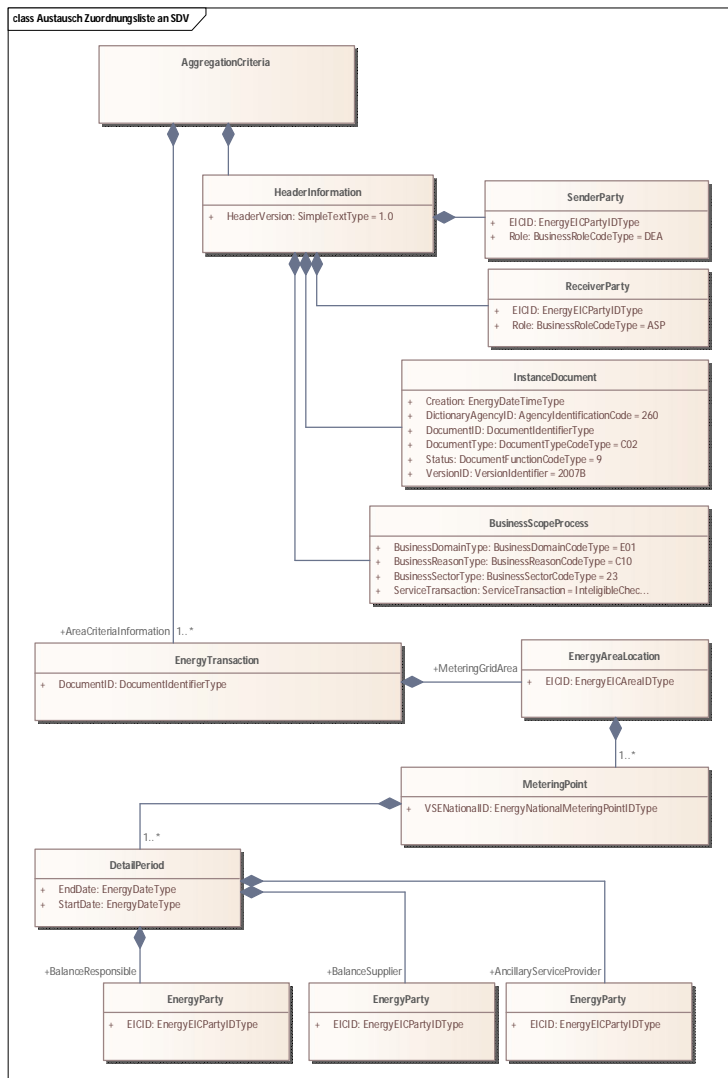 class Austausch Zuordnungsliste an SDV
AggregationCriteria
HeaderInformation
+ HeaderVersion: SimpleTextType = 1.0
SenderParty
+ EICID: EnergyEICPartyIDType
+ Role: BusinessRoleCodeType = DEA
ReceiverParty
+ EICID: EnergyEICPartyIDType
+ Role: BusinessRoleCodeType = ASP
InstanceDocument
+ Creation: EnergyDateTimeType
+ DictionaryAgencyID: AgencyIdentificationCode = 260
+ DocumentID: DocumentIdentifierType
+ DocumentType: DocumentTypeCodeType = C02
+ Status: DocumentFunctionCodeType = 9
+ VersionID: VersionIdentifier = 2007B
BusinessScopeProcess
+ BusinessDomainType: BusinessDomainCodeType = E01
+ BusinessReasonType: BusinessReasonCodeType = C10
+ BusinessSectorType: BusinessSectorCodeType = 23
+ ServiceTransaction: ServiceTransaction = InteligibleChec...
+AreaCriteriaInformation 1..*
EnergyTransaction
+ DocumentID: DocumentIdentifierType
+MeteringGridArea
EnergyAreaLocation
+ EICID: EnergyEICAreaIDType
1..*
MeteringPoint
+ VSENationalID: EnergyNationalMeteringPointIDType
1..*
DetailPeriod
+ EndDate: EnergyDateType
+ StartDate: EnergyDateType
+BalanceResponsible
+BalanceSupplier
+AncillaryServiceProvider
EnergyParty
+ EICID: EnergyEICPartyIDType
EnergyParty
+ EICID: EnergyEICPartyIDType
EnergyParty
+ EICID: EnergyEICPartyIDType